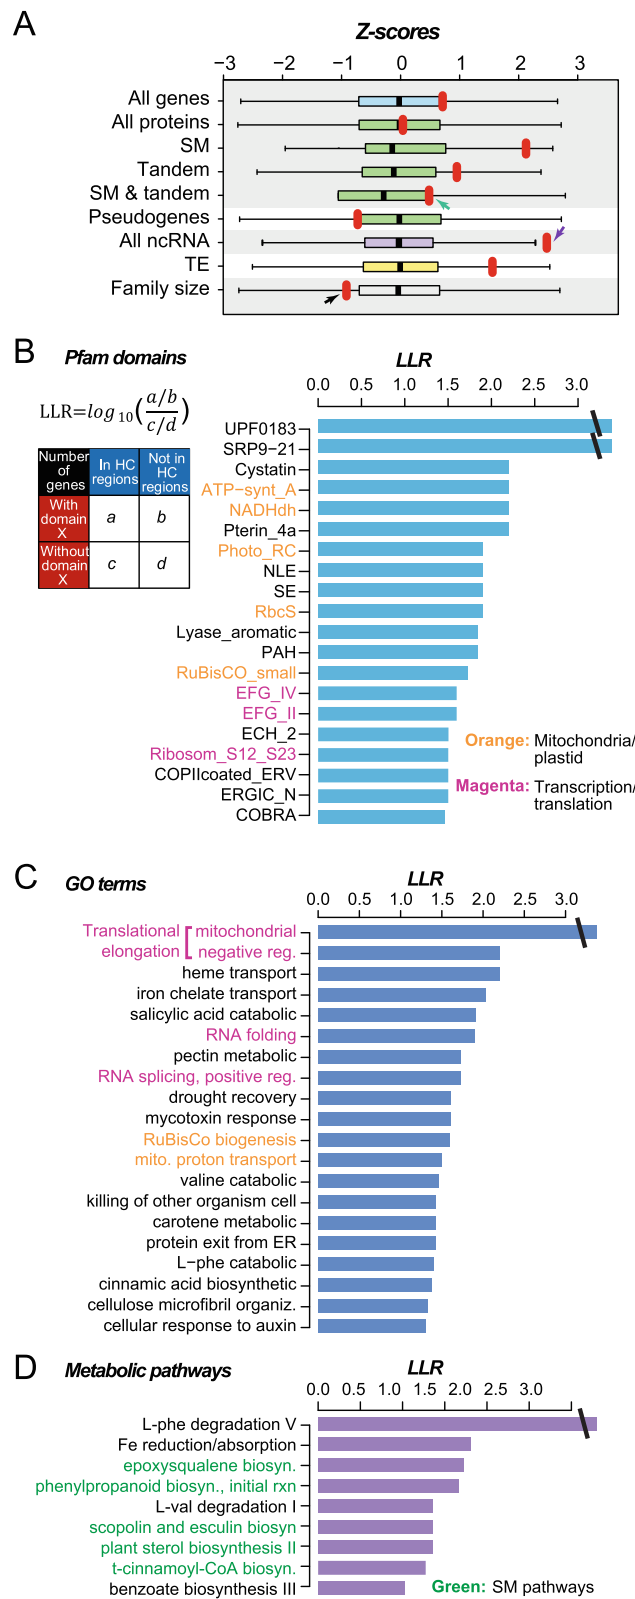 A
Z-scores
−3 −2 −1 0 1 2 3
All genes
All proteins
SM
Tandem
SM & tandem
Pseudogenes
All ncRNA
TE
Family size
B
Pfam domains
LLR
LLR=log10(a/b / c/d)
0.0 0.5 1.0 1.5 2.0 2.5 3.0
Number of genes
In HC regions
Not in HC regions
With domain X
a
b
Without domain X
c
d
UPF0183
SRP9−21
Cystatin
ATP−synt_A
NADHdh
Pterin_4a
Photo_RC
NLE
SE
RbcS
Lyase_aromatic
PAH
RuBisCO_small
EFG_IV
EFG_II
ECH_2
Ribosom_S12_S23
COPIIcoated_ERV
ERGIC_N
COBRA
Orange: Mitochondria/
plastid
Magenta: Transcription/
translation
C
GO terms
LLR
0.0 0.5 1.0 1.5 2.0 2.5 3.0
Translational
elongation
[
mitochondrial
negative reg.
heme transport
iron chelate transport
salicylic acid catabolic
RNA folding
pectin metabolic
RNA splicing, positive reg.
drought recovery
mycotoxin response
RuBisCo biogenesis
mito. proton transport
valine catabolic
killing of other organism cell
carotene metabolic
protein exit from ER
L−phe catabolic
cinnamic acid biosynthetic
cellulose microfibril organiz.
cellular response to auxin
D
Metabolic pathways
LLR
0.0 0.5 1.0 1.5 2.0 2.5 3.0
L-phe degradation V
Fe reduction/absorption
epoxysqualene biosyn.
phenylpropanoid biosyn., initial rxn
L-val degradation I
scopolin and esculin biosyn
plant sterol biosynthesis II
t-cinnamoyl-CoA biosyn.
benzoate biosynthesis III
Green: SM pathways